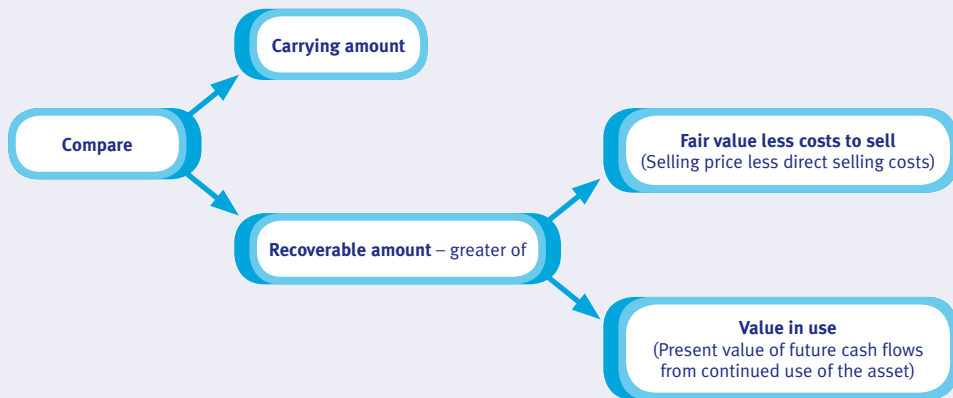 Carrying amount
Compare
Fair value less costs to sell
(Selling price less direct selling costs)
Recoverable amount – greater of
Value in use
(Present value of future cash flows
from continued use of the asset)